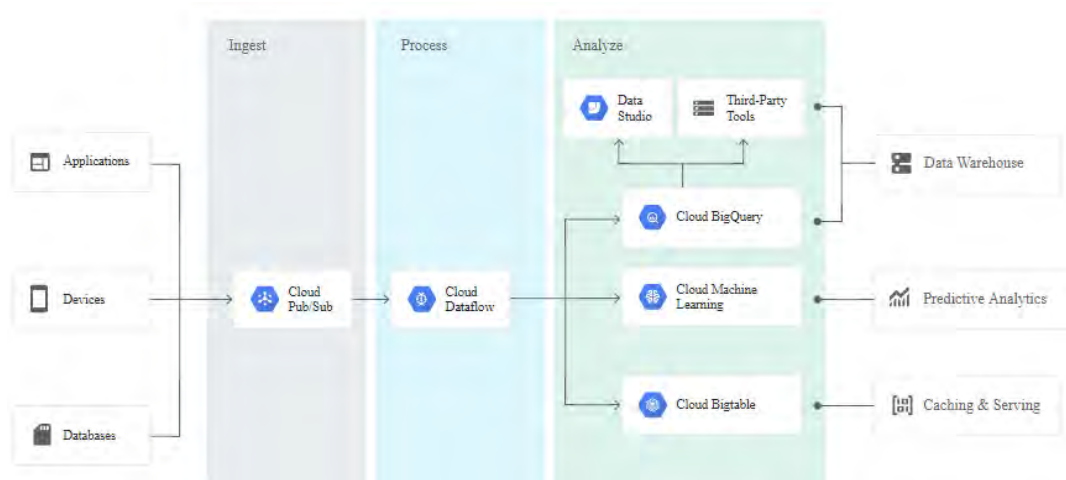 Ingest
Process
Analyze
Data
Studio
Third-Party
Tools
Applications
Data Warehouse
Cloud BigQuery
Devices
Cloud
Pub/Sub
Cloud
Dataflow
Cloud Machine
Learning
Predictive Analytics
Databases
Cloud Bigtable
Caching & Serving